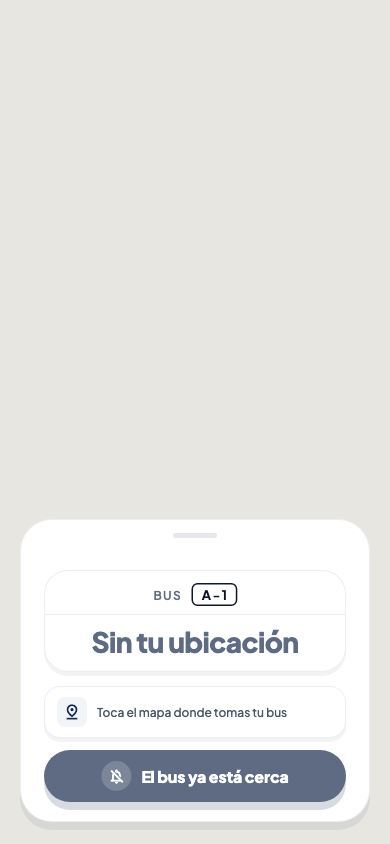 BUS A-1
Sin tu ubicación
Toca el mapa donde tomas tu bus
El bus ya está cerca